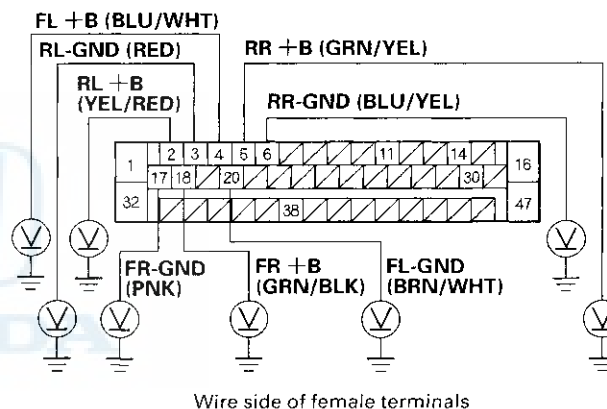 FL +B (BLU/WHT)
RL-GND (RED)
RR +B (GRN/YEL)
RL +B
(YEL/RED)
RR-GND (BLU/YEL)
1 2 3 4 5 6 11 14 16
17 18 20 30
32 38 47
V V V
FR-GND
(PNK)
FR +B
(GRN/BLK)
FL-GND
(BRN/WHT)
V V V V V
Wire side of female terminals